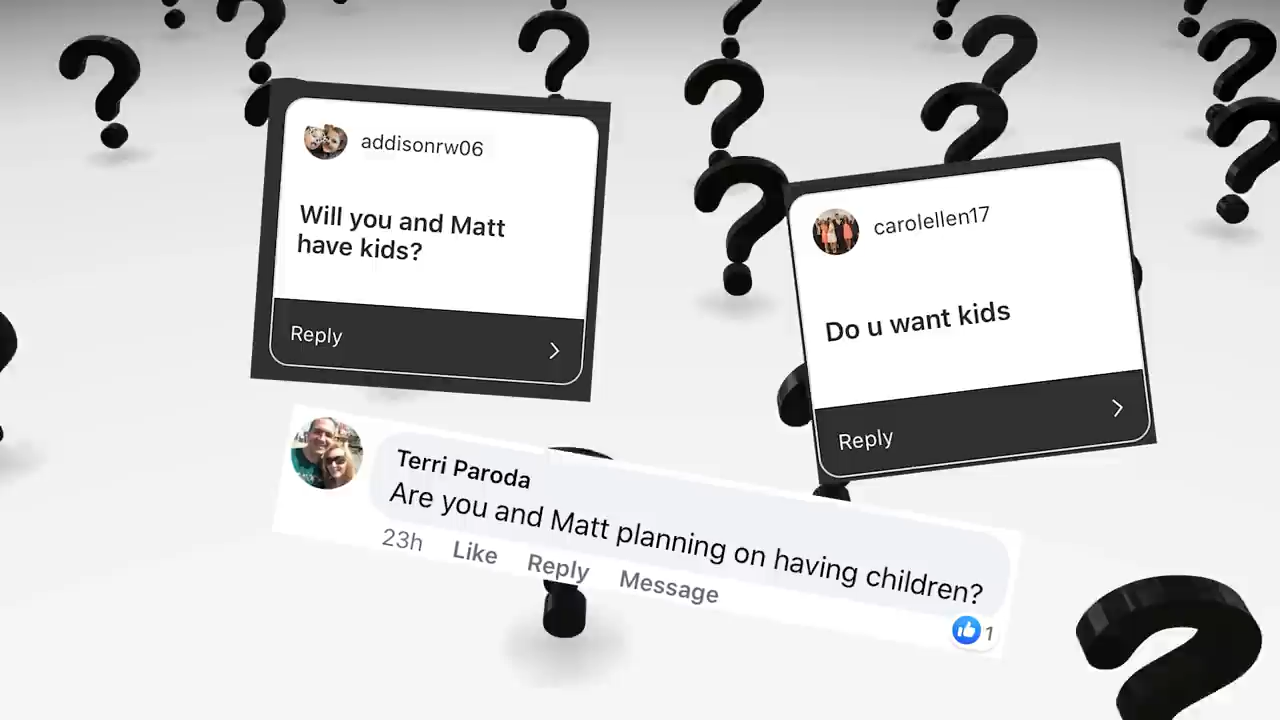 addisonrw06
Will you and Matt
have kids?
Reply
carolellen17
Do u want kids
Reply
Terri Paroda
Are you and Matt planning on having children?
23h Like Reply Message
1